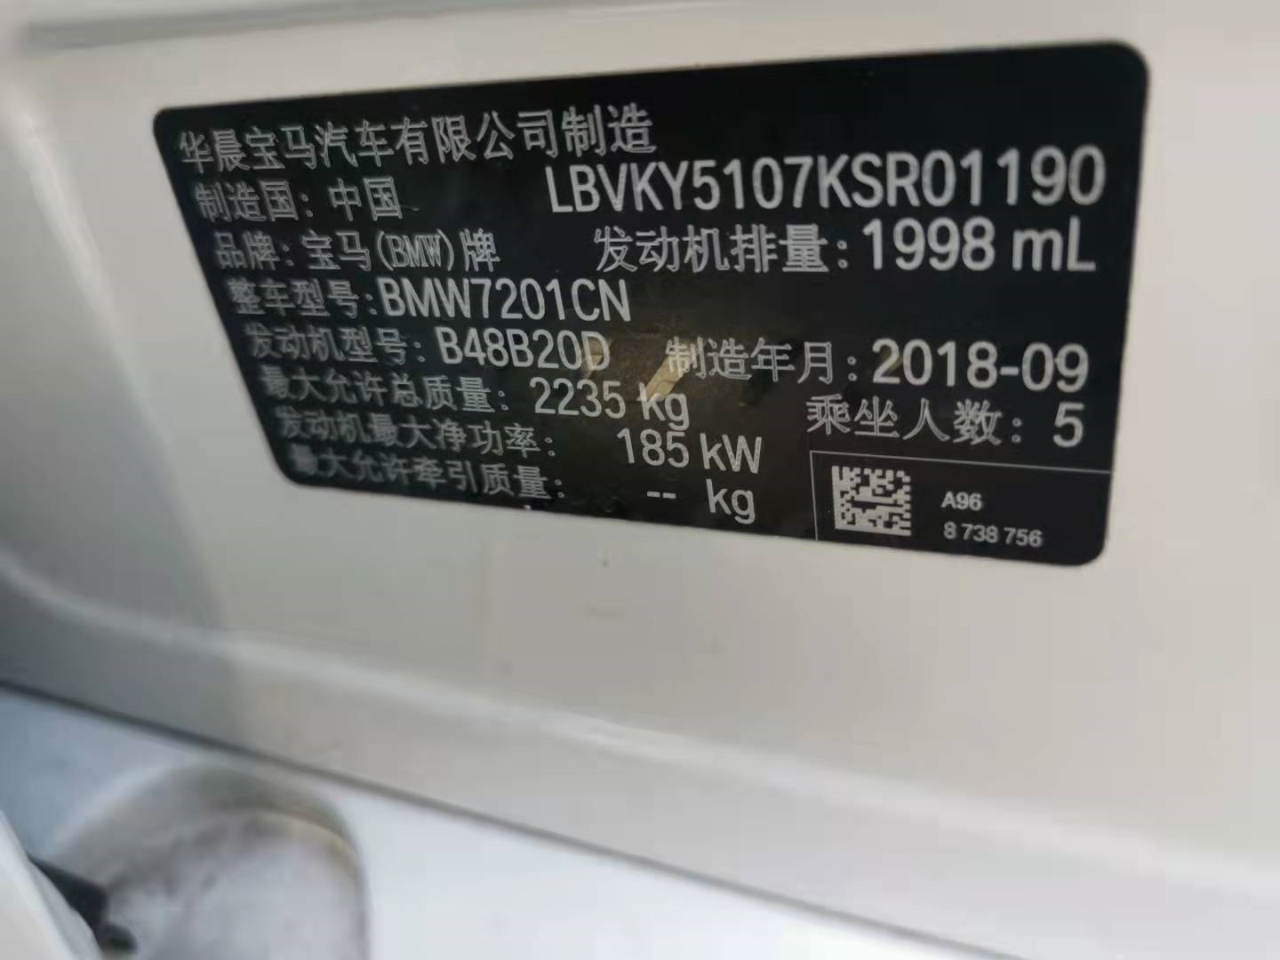 华晨宝马汽车有限公司制造
制造国：中国 LBVKY5107KSR01190
品牌：宝马(BMW)牌 发动机排量：1998 mL
整车型号：BMW7201CN
发动机型号：B48B20D 制造年月：2018-09
最大允许总质量：2235 kg 乘坐人数：5
发动机最大净功率：185 kW
最大允许牵引质量：-- kg
A96
8 738 756